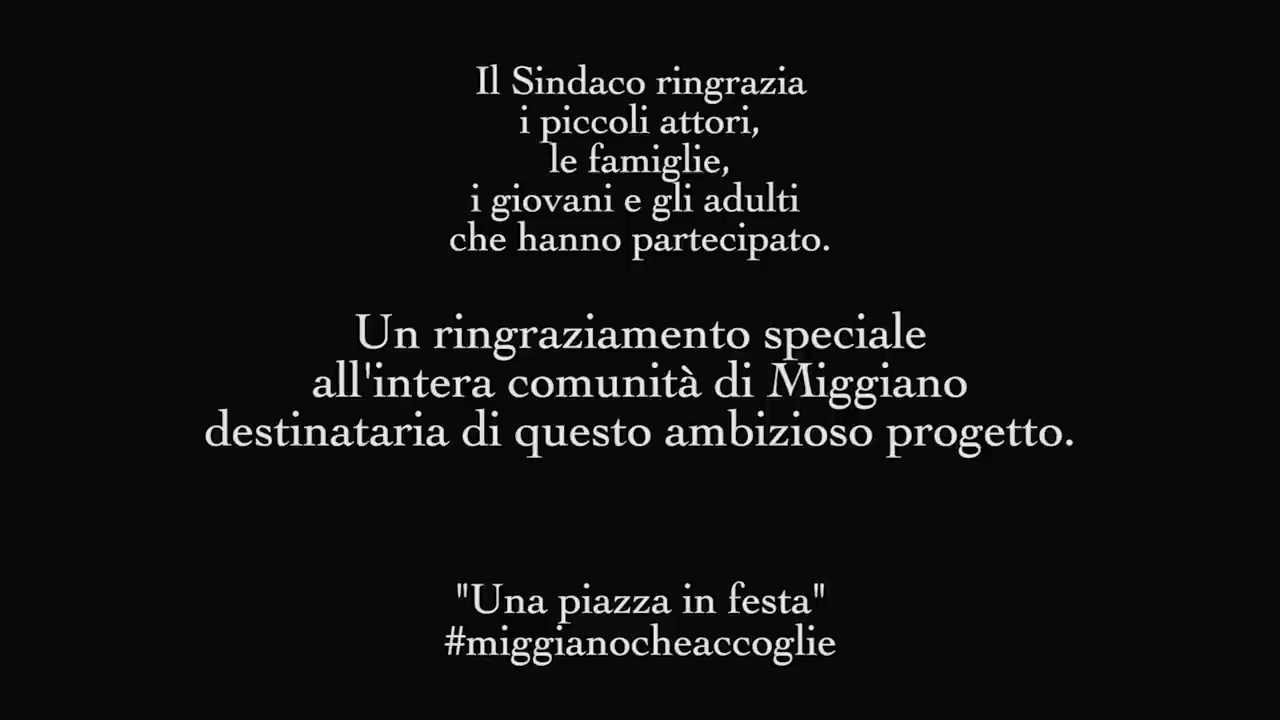 Il Sindaco ringrazia
i piccoli attori,
le famiglie,
i giovani e gli adulti
che hanno partecipato.
Un ringraziamento speciale
all'intera comunità di Miggiano
destinataria di questo ambizioso progetto.
"Una piazza in festa"
#miggianocheaccoglie